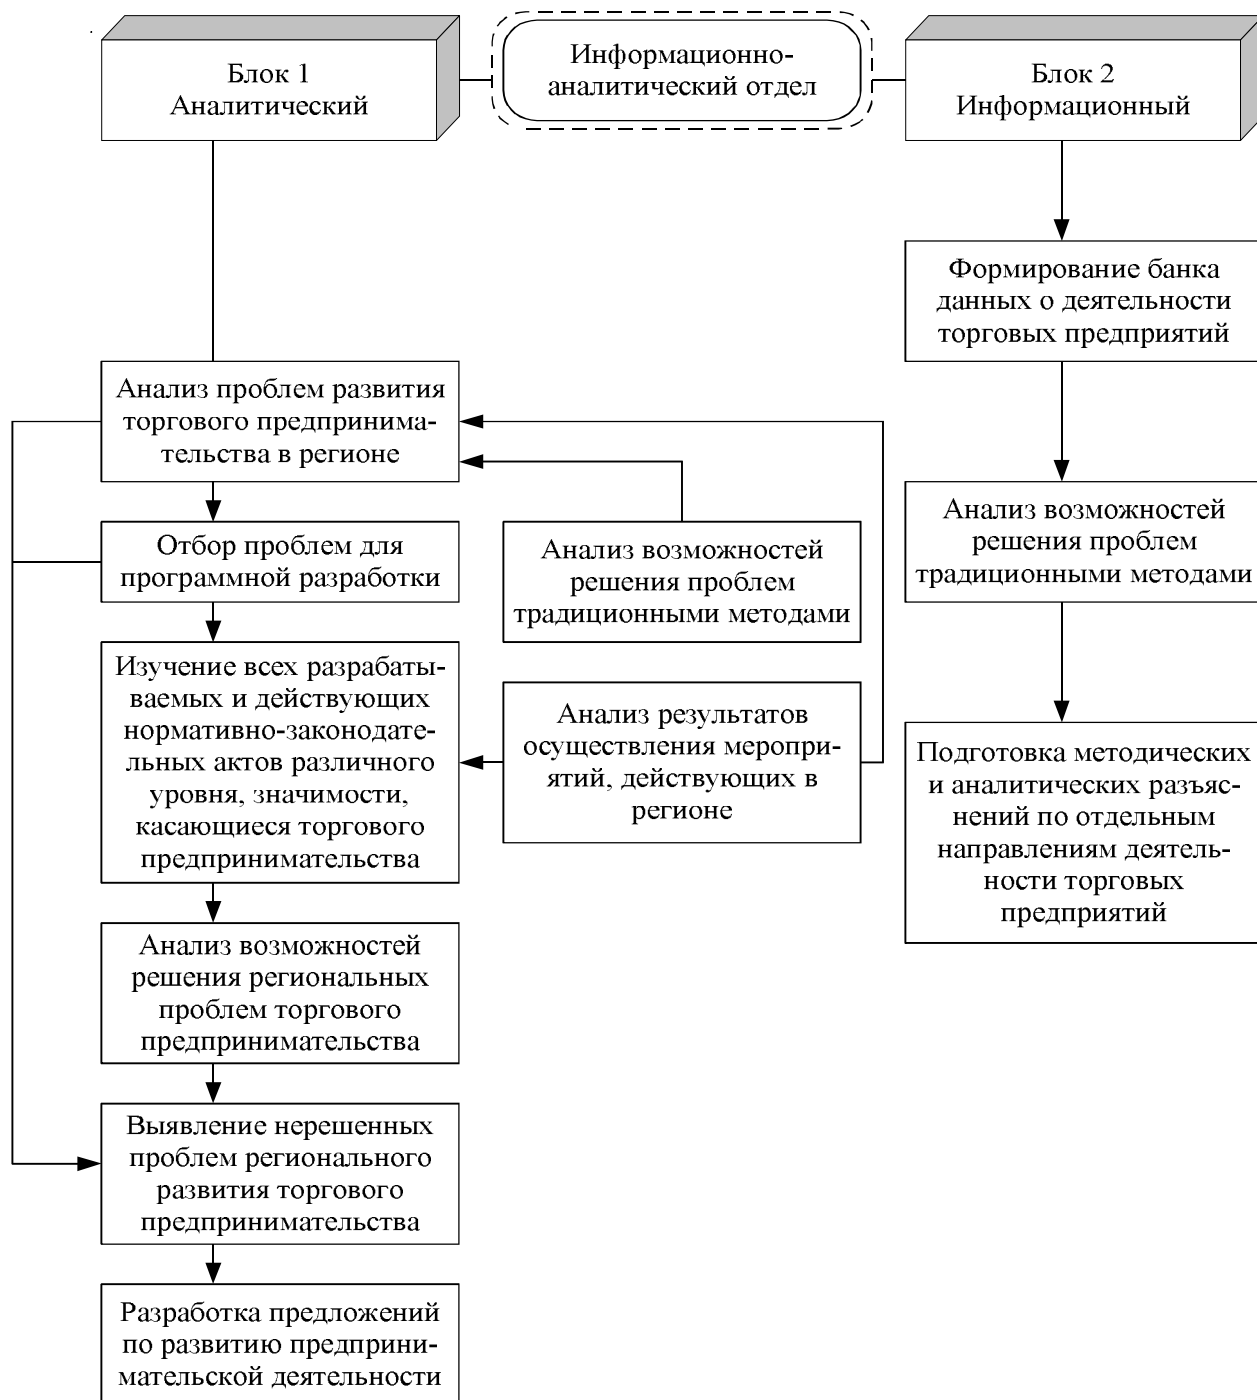 Блок 1
Аналитический
Информационно-
аналитический отдел
Блок 2
Информационный
Формирование банка
данных о деятельности
торговых предприятий
Анализ проблем развития
торгового предпринима-
тельства в регионе
Отбор проблем для
программной разработки
Анализ возможностей
решения проблем
традиционными методами
Анализ возможностей
решения проблем
традиционными методами
Изучение всех разрабаты-
ваемых и действующих
нормативно-законодате-
льных актов различного
уровня, значимости,
касающиеся торгового
предпринимательства
Анализ результатов
осуществления меропри-
ятий, действующих в
регионе
Подготовка методических
и аналитических разъяс-
нений по отдельным
направлениям деятель-
ности торговых
предприятий
Анализ возможностей
решения региональных
проблем торгового
предпринимательства
Выявление нерешенных
проблем регионального
развития торгового
предпринимательства
Разработка предложений
по развитию предприни-
мательской деятельности